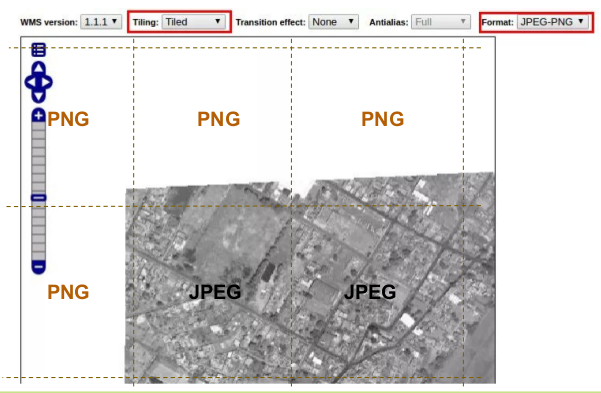 WMS version: 1.1.1 Tiling: Tiled Transition effect: None Antialias: Full Format: JPEG-PNG
PNG PNG PNG
PNG JPEG JPEG